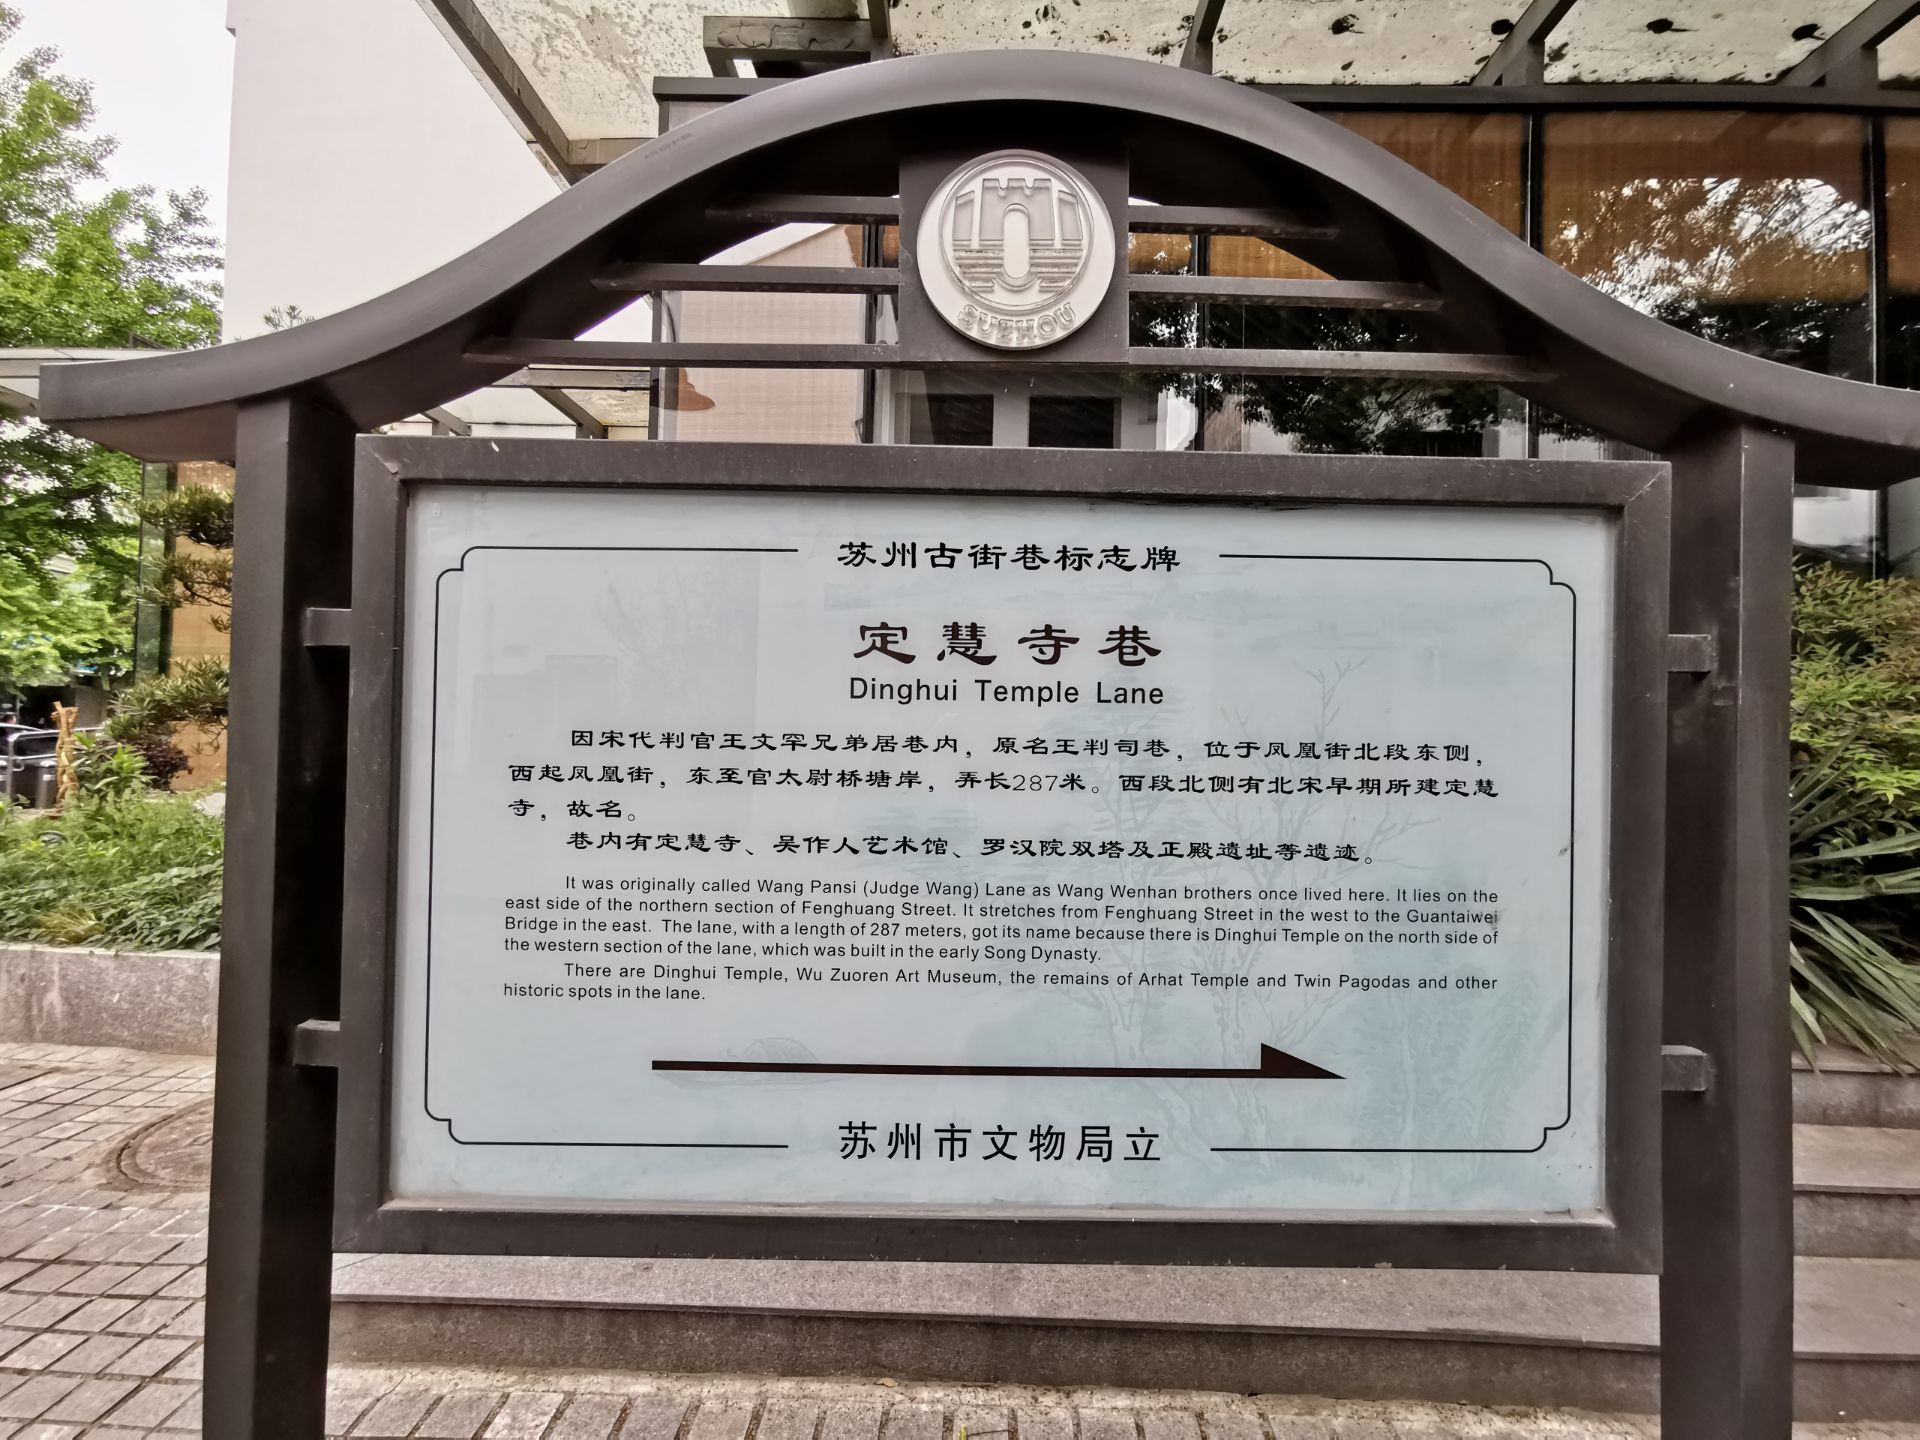 SUZHOU
苏州古街巷标志牌
定慧寺巷
Dinghui Temple Lane
因宋代判官王文罕兄弟居巷内，原名王判司巷，位于凤凰街北段东侧，
西起凤凰街，东至官太尉桥塘岸，弄长287米。西段北侧有北宋早期所建定慧
寺，故名。
巷内有定慧寺、吴作人艺术馆、罗汉院双塔及正殿遗址等遗迹。
It was originally called Wang Pansi (Judge Wang) Lane as Wang Wenhan brothers once lived here. It lies on the
east side of the northern section of Fenghuang Street. It stretches from Fenghuang Street in the west to the Guantaiwei
Bridge in the east. The lane, with a length of 287 meters, got its name because there is Dinghui Temple on the north side of
the western section of the lane, which was built in the early Song Dynasty.
There are Dinghui Temple, Wu Zuoren Art Museum, the remains of Arhat Temple and Twin Pagodas and other
historic spots in the lane.
苏州市文物局立